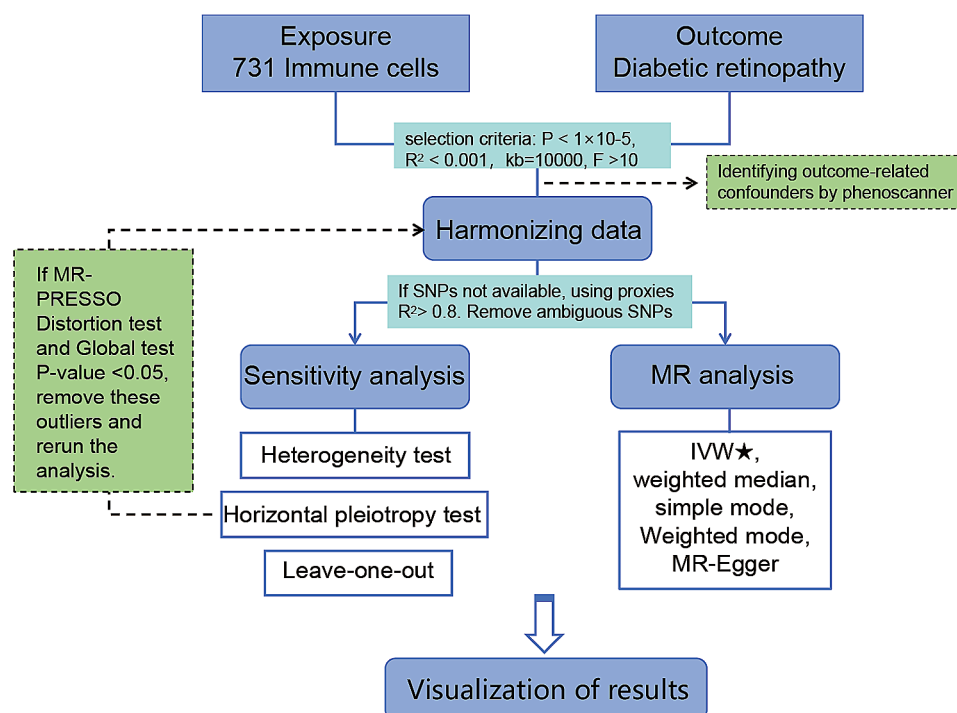 Exposure
731 Immune cells
Outcome
Diabetic retinopathy
selection criteria: P < 1×10-5,
R² < 0.001, kb=10000, F >10
Identifying outcome-related
confounders by phenoscanner
Harmonizing data
If MR-
PRESSO
Distortion test
and Global test
P-value <0.05,
remove these
outliers and
rerun the
analysis.
If SNPs not available, using proxies
R²> 0.8. Remove ambiguous SNPs
Sensitivity analysis
MR analysis
Heterogeneity test
Horizontal pleiotropy test
Leave-one-out
IVW★,
weighted median,
simple mode,
Weighted mode,
MR-Egger
Visualization of results